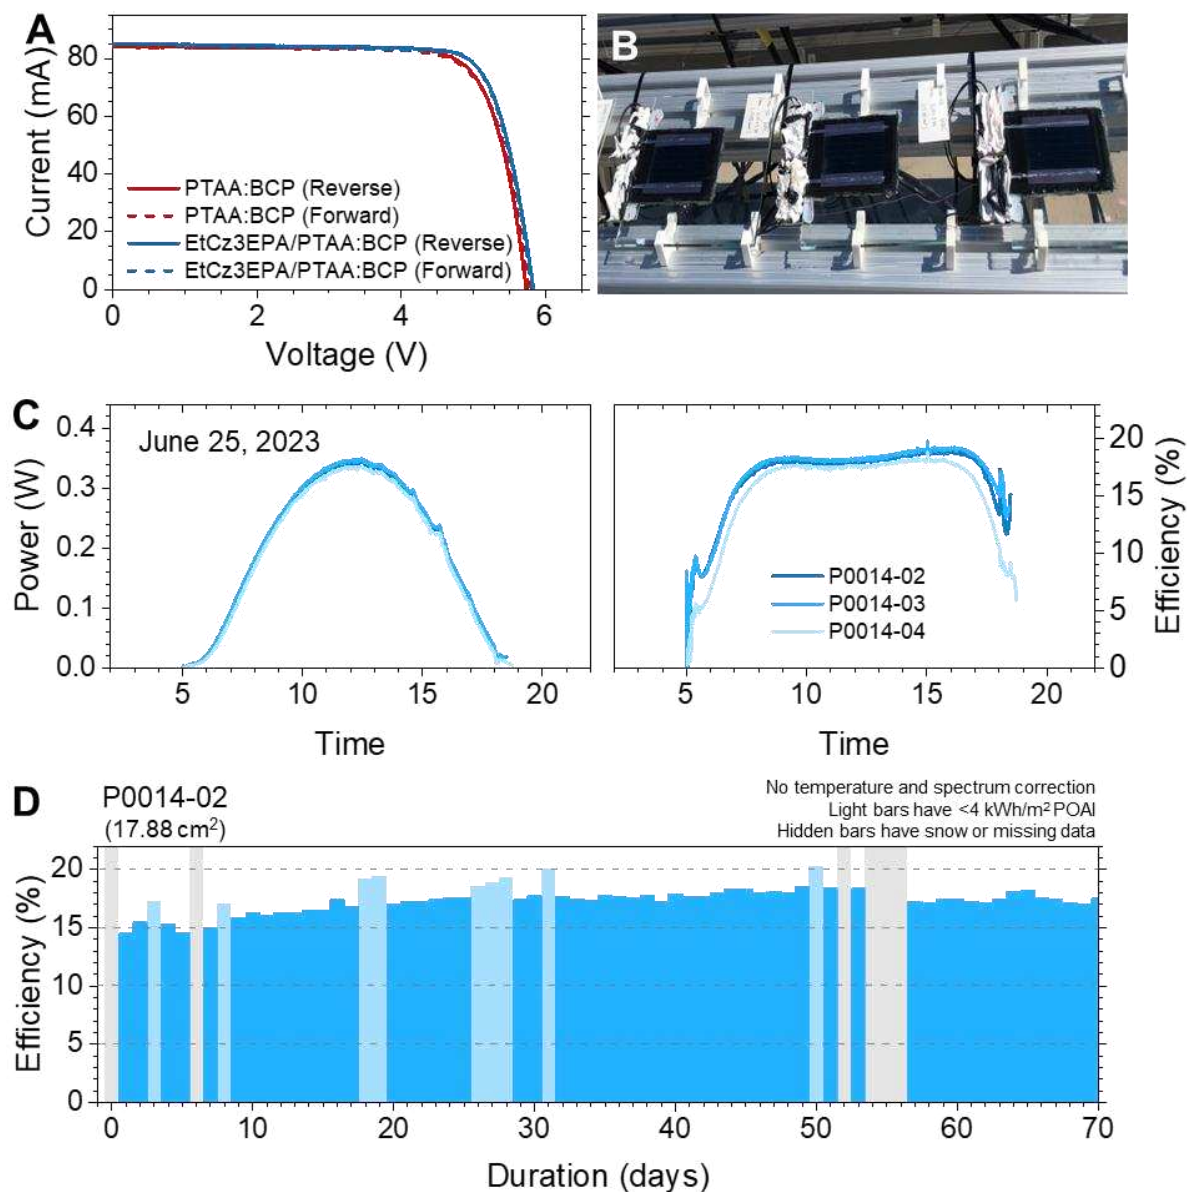 A
Current (mA)
80
60
40
20
0
PTAA:BCP (Reverse)
PTAA:BCP (Forward)
EtCz3EPA/PTAA:BCP (Reverse)
EtCz3EPA/PTAA:BCP (Forward)
0 2 4 6
Voltage (V)
B
C
Power (W)
0.4
0.3
0.2
0.1
0.0
June 25, 2023
5 10 15 20
Time
P0014-02
P0014-03
P0014-04
20
15
10
5
0
Efficiency (%)
5 10 15 20
Time
D
P0014-02
(17.88 cm²)
No temperature and spectrum correction
Light bars have <4 kWh/m² POAI
Hidden bars have snow or missing data
Efficiency (%)
20
15
10
5
0
0 10 20 30 40 50 60 70
Duration (days)